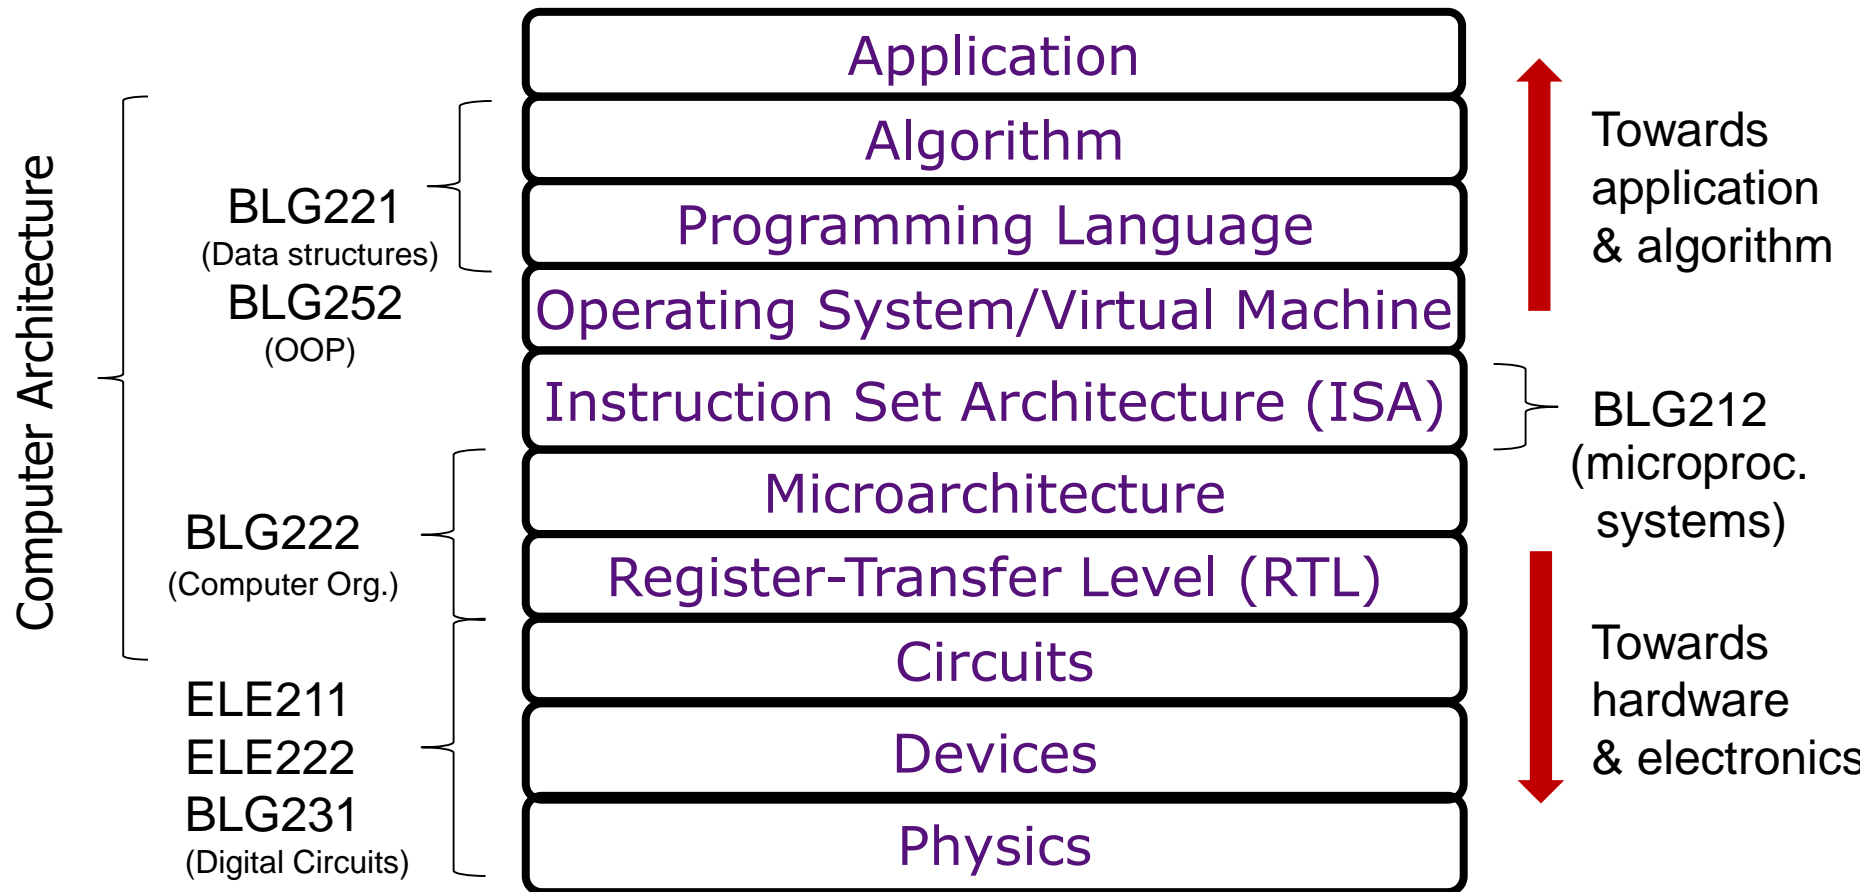 Computer Architecture
BLG221
(Data structures)
BLG252
(OOP)
BLG222
(Computer Org.)
ELE211
ELE222
BLG231
(Digital Circuits)
Application
Algorithm
Programming Language
Operating System/Virtual Machine
Instruction Set Architecture (ISA)
Microarchitecture
Register-Transfer Level (RTL)
Circuits
Devices
Physics
Towards
application
& algorithm
BLG212
(microproc.
systems)
Towards
hardware
& electronics